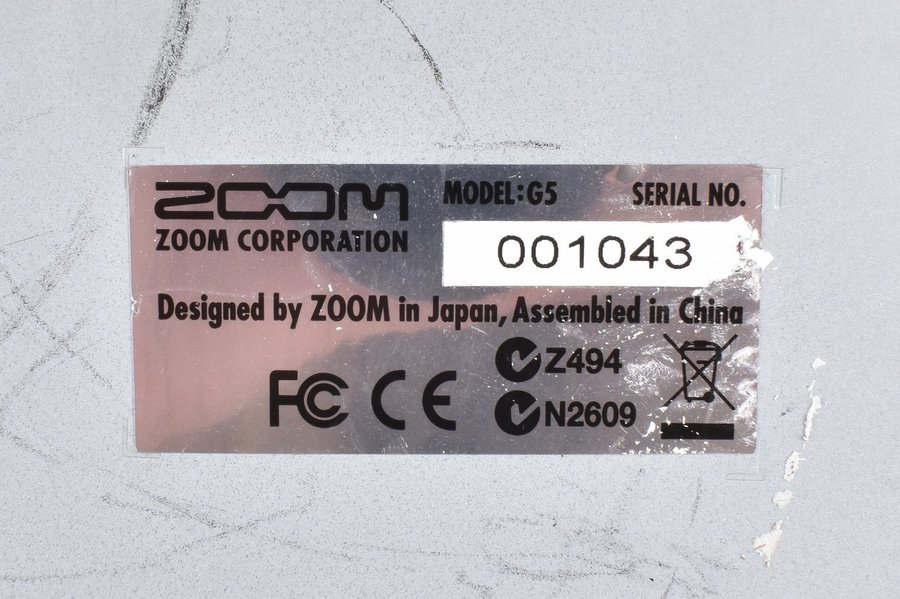 ZOOM
ZOOM CORPORATION
MODEL:G5
SERIAL NO.
001043
Designed by ZOOM in Japan, Assembled in China
FC CE
Z494
N2609